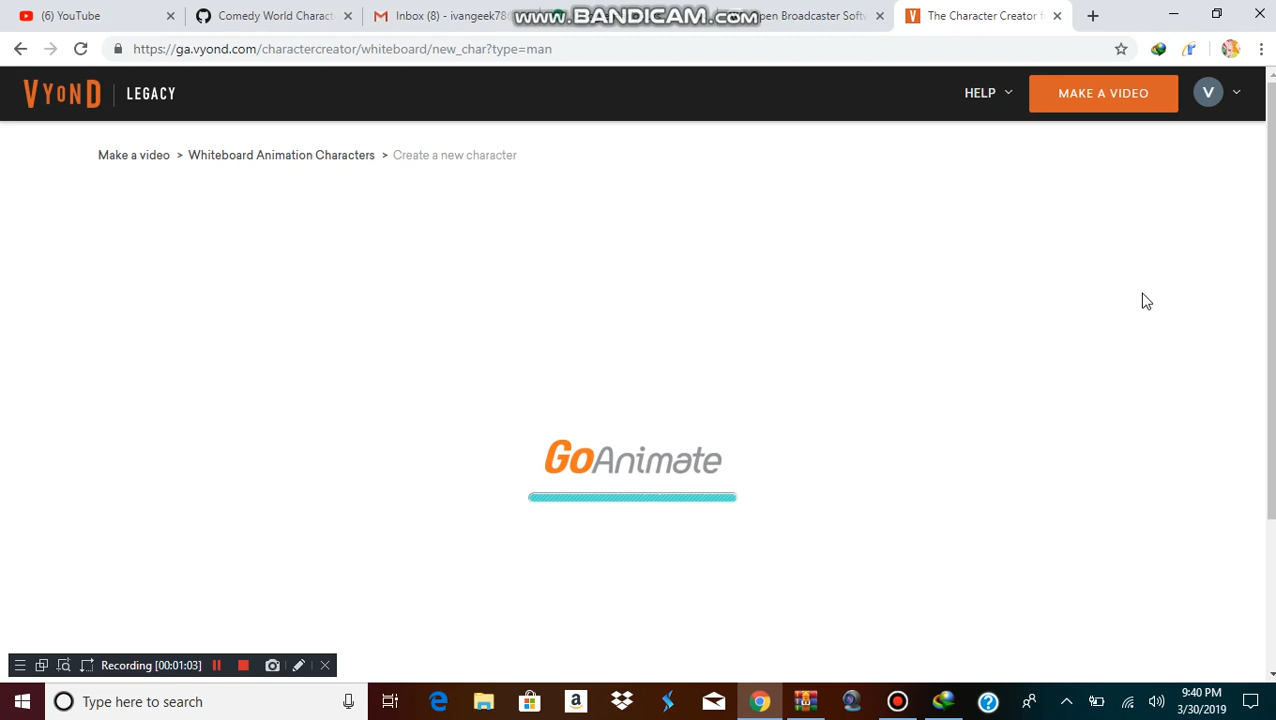 (6) YouTube
Comedy World Charact
Inbox (8) - ivangeek78
www.BANDICAM.com
pen Broadcaster Softw
The Character Creator f
https://ga.vyond.com/charactercreator/whiteboard/new_char?type=man
VYOND | LEGACY
HELP
MAKE A VIDEO
V
Make a video > Whiteboard Animation Characters > Create a new character
GoAnimate
Recording [00:01:03]
Type here to search
9:40 PM
3/30/2019